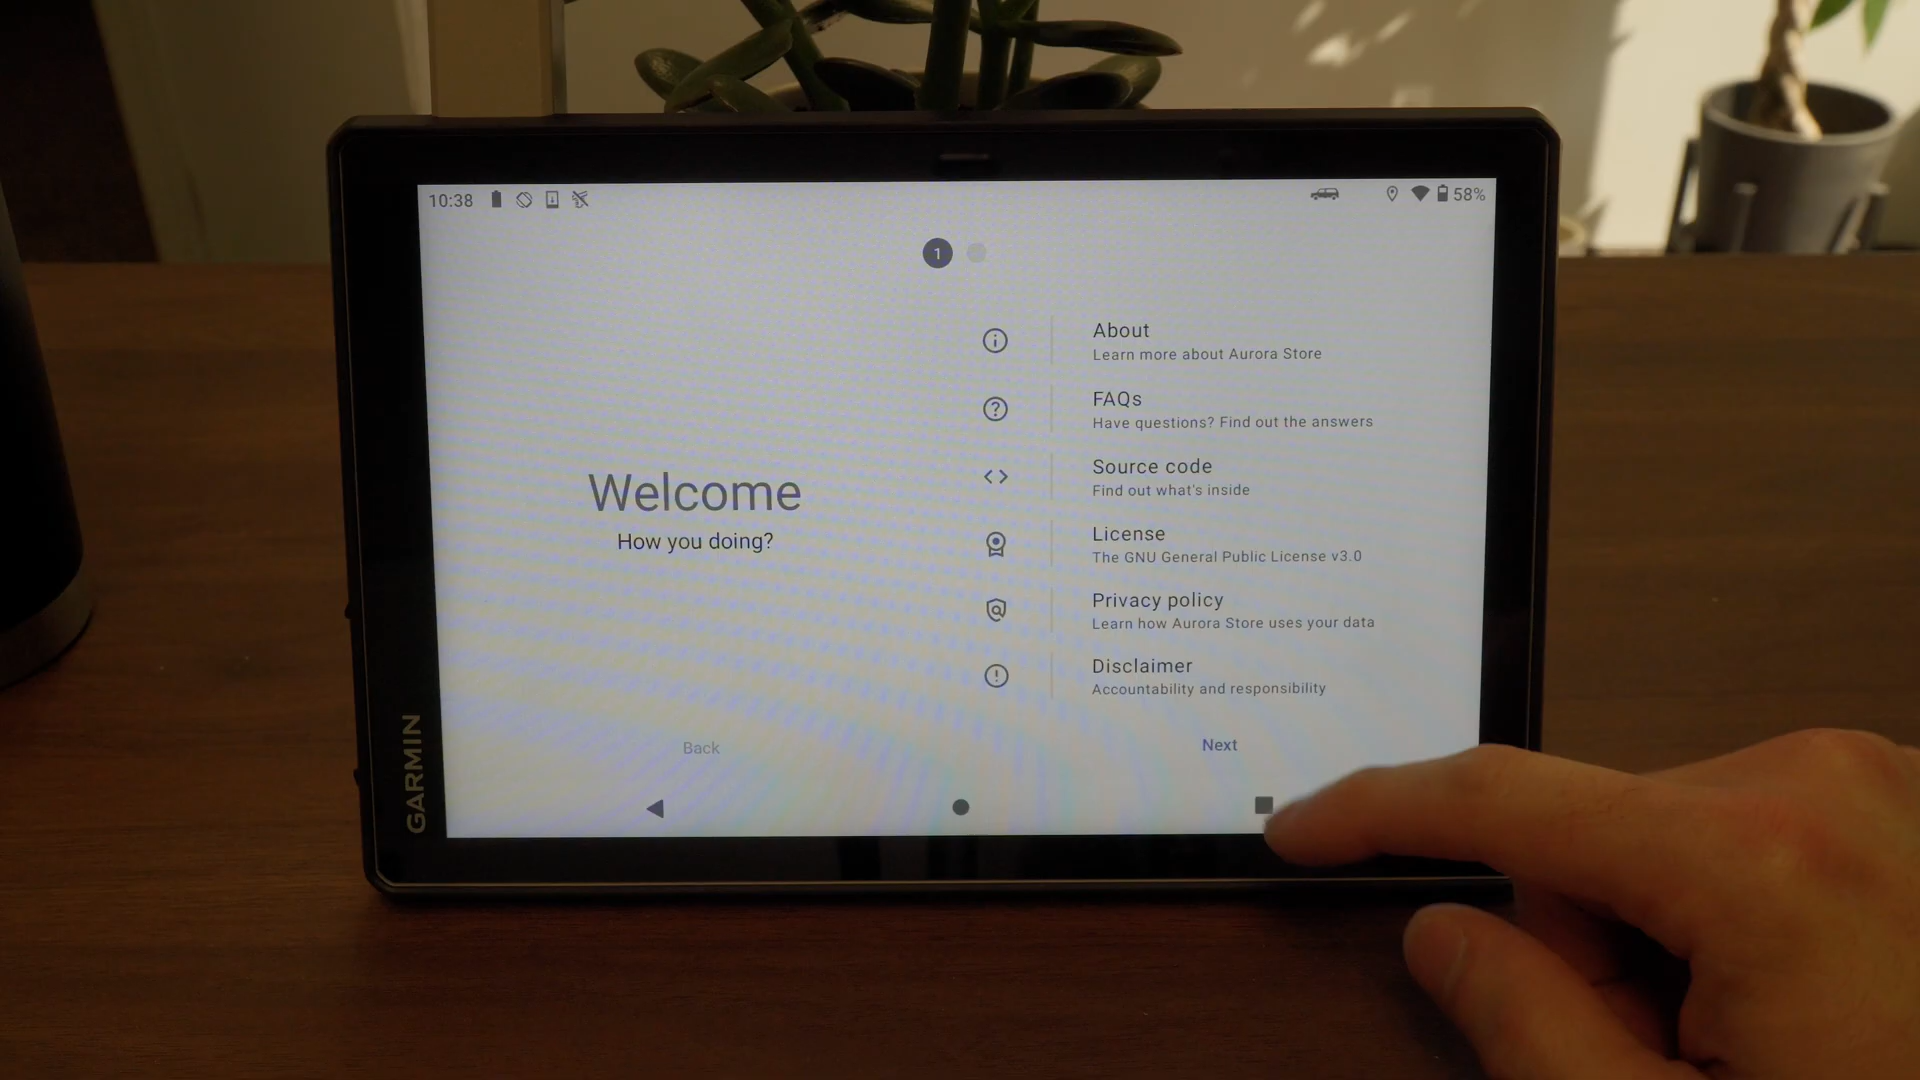 10:38
58%
1
About
Learn more about Aurora Store
FAQs
Have questions? Find out the answers
Source code
Find out what's inside
Welcome
How you doing?
License
The GNU General Public License v3.0
Privacy policy
Learn how Aurora Store uses your data
Disclaimer
Accountability and responsibility
Back
Next
GARMIN